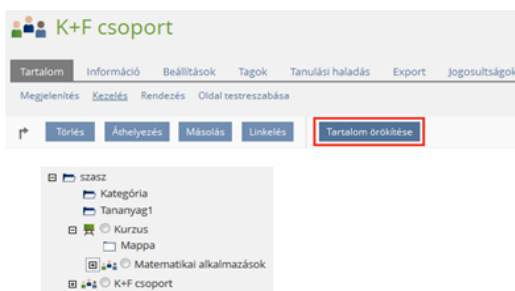 K+F csoport
Tartalom Információ Beállítások Tagok Tanulási haladás Export Jogosultságok
Megjelenítés Kezelés Rendezés Oldal testreszabása
Törlés Áthelyezés Másolás Linkelés Tartalom örökítése
szasz
Kategória
Tananyag1
Kurzus
Mappa
Matematikai alkalmazások
K+F csoport